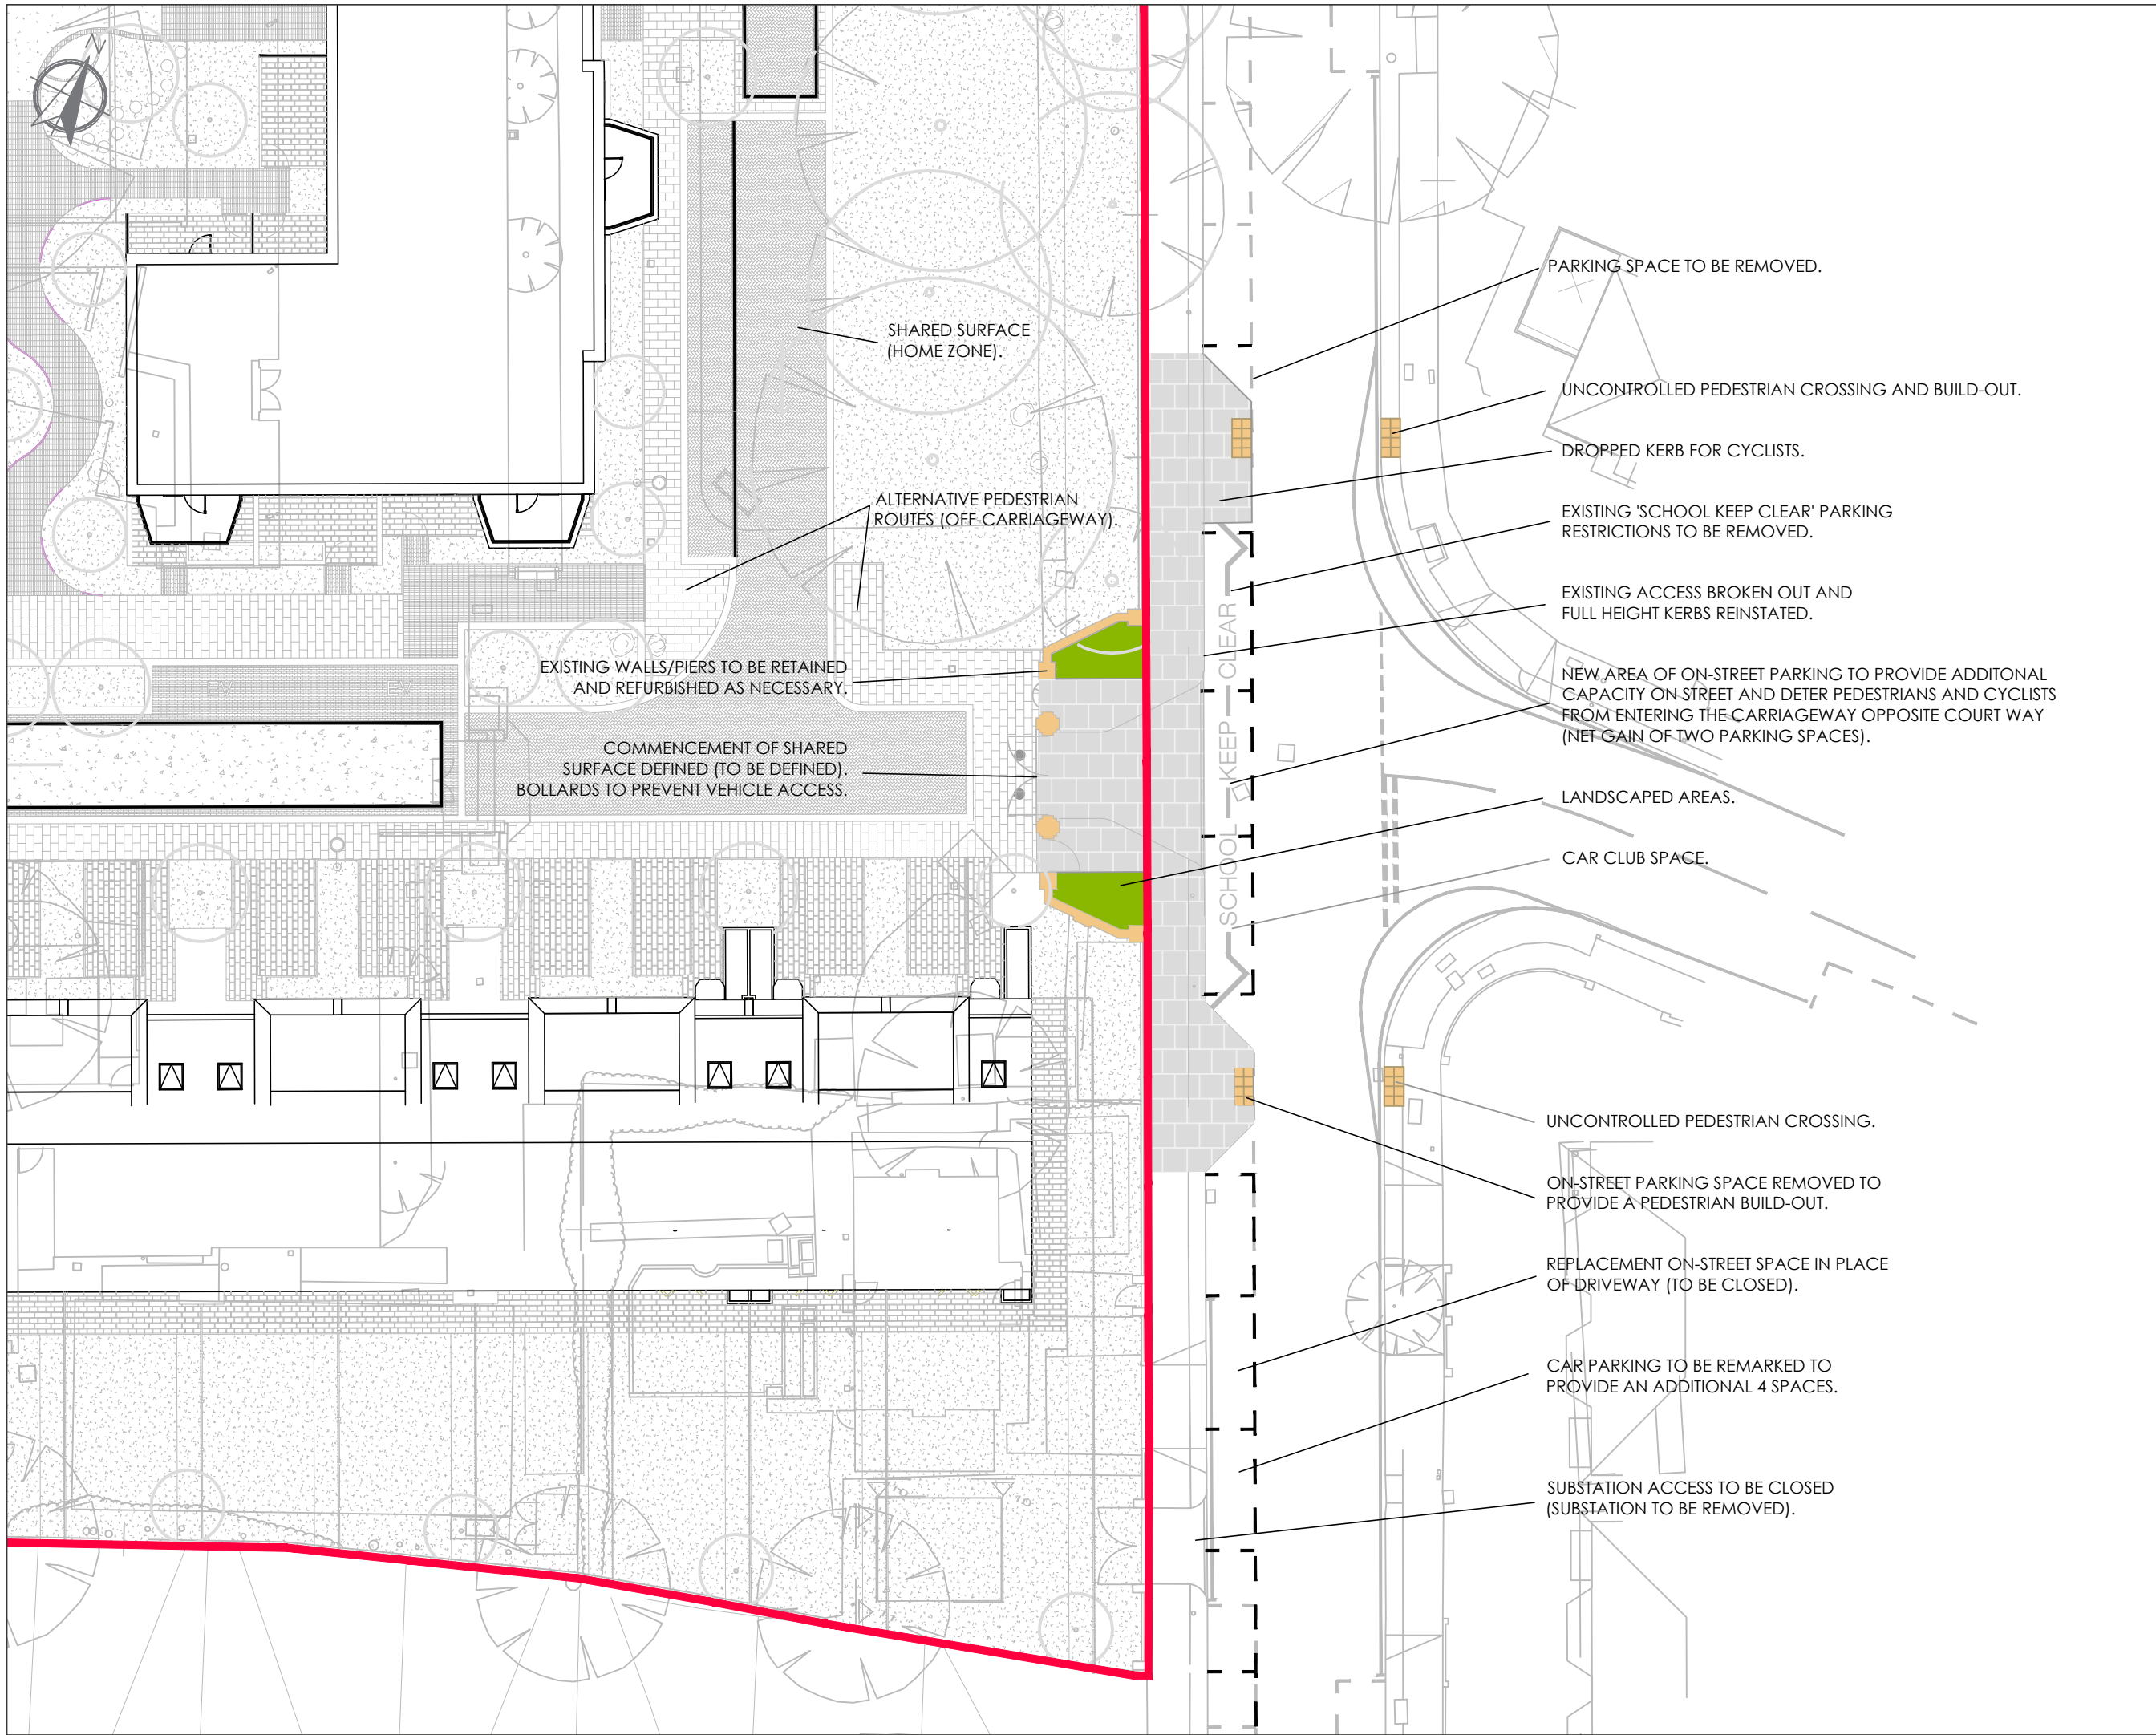 N
SHARED SURFACE
(HOME ZONE).
ALTERNATIVE PEDESTRIAN
ROUTES (OFF-CARRIAGEWAY).
EXISTING WALLS/PIERS TO BE RETAINED
AND REFURBISHED AS NECESSARY.
EV
EV
COMMENCEMENT OF SHARED
SURFACE DEFINED (TO BE DEFINED).
BOLLARDS TO PREVENT VEHICLE ACCESS.
SCHOOL KEEP CLEAR
PARKING SPACE TO BE REMOVED.
UNCONTROLLED PEDESTRIAN CROSSING AND BUILD-OUT.
DROPPED KERB FOR CYCLISTS.
EXISTING 'SCHOOL KEEP CLEAR' PARKING
RESTRICTIONS TO BE REMOVED.
EXISTING ACCESS BROKEN OUT AND
FULL HEIGHT KERBS REINSTATED.
NEW AREA OF ON-STREET PARKING TO PROVIDE ADDITONAL
CAPACITY ON STREET AND DETER PEDESTRIANS AND CYCLISTS
FROM ENTERING THE CARRIAGEWAY OPPOSITE COURT WAY
(NET GAIN OF TWO PARKING SPACES).
LANDSCAPED AREAS.
CAR CLUB SPACE.
UNCONTROLLED PEDESTRIAN CROSSING.
ON-STREET PARKING SPACE REMOVED TO
PROVIDE A PEDESTRIAN BUILD-OUT.
REPLACEMENT ON-STREET SPACE IN PLACE
OF DRIVEWAY (TO BE CLOSED).
CAR PARKING TO BE REMARKED TO
PROVIDE AN ADDITIONAL 4 SPACES.
SUBSTATION ACCESS TO BE CLOSED
(SUBSTATION TO BE REMOVED).